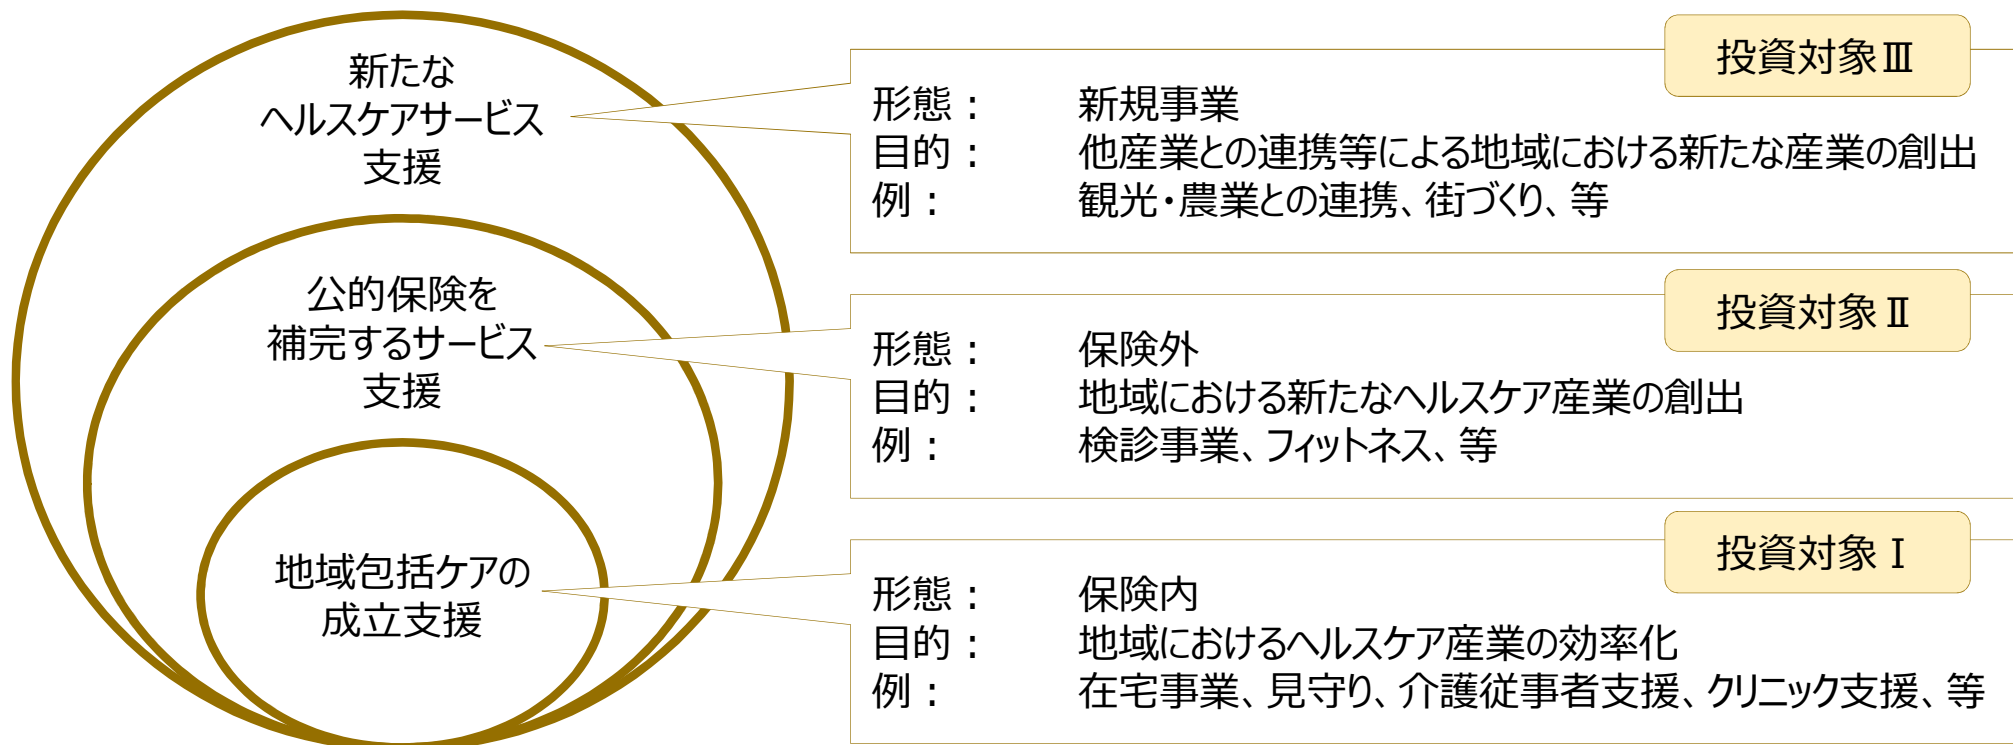 新たな
ヘルスケアサービス
支援
投資対象Ⅲ
形態： 新規事業
目的： 他産業との連携等による地域における新たな産業の創出
例： 観光・農業との連携、街づくり、等
公的保険を
補完するサービス
支援
投資対象Ⅱ
形態： 保険外
目的： 地域における新たなヘルスケア産業の創出
例： 検診事業、フィットネス、等
地域包括ケアの
成立支援
投資対象Ⅰ
形態： 保険内
目的： 地域におけるヘルスケア産業の効率化
例： 在宅事業、見守り、介護従事者支援、クリニック支援、等